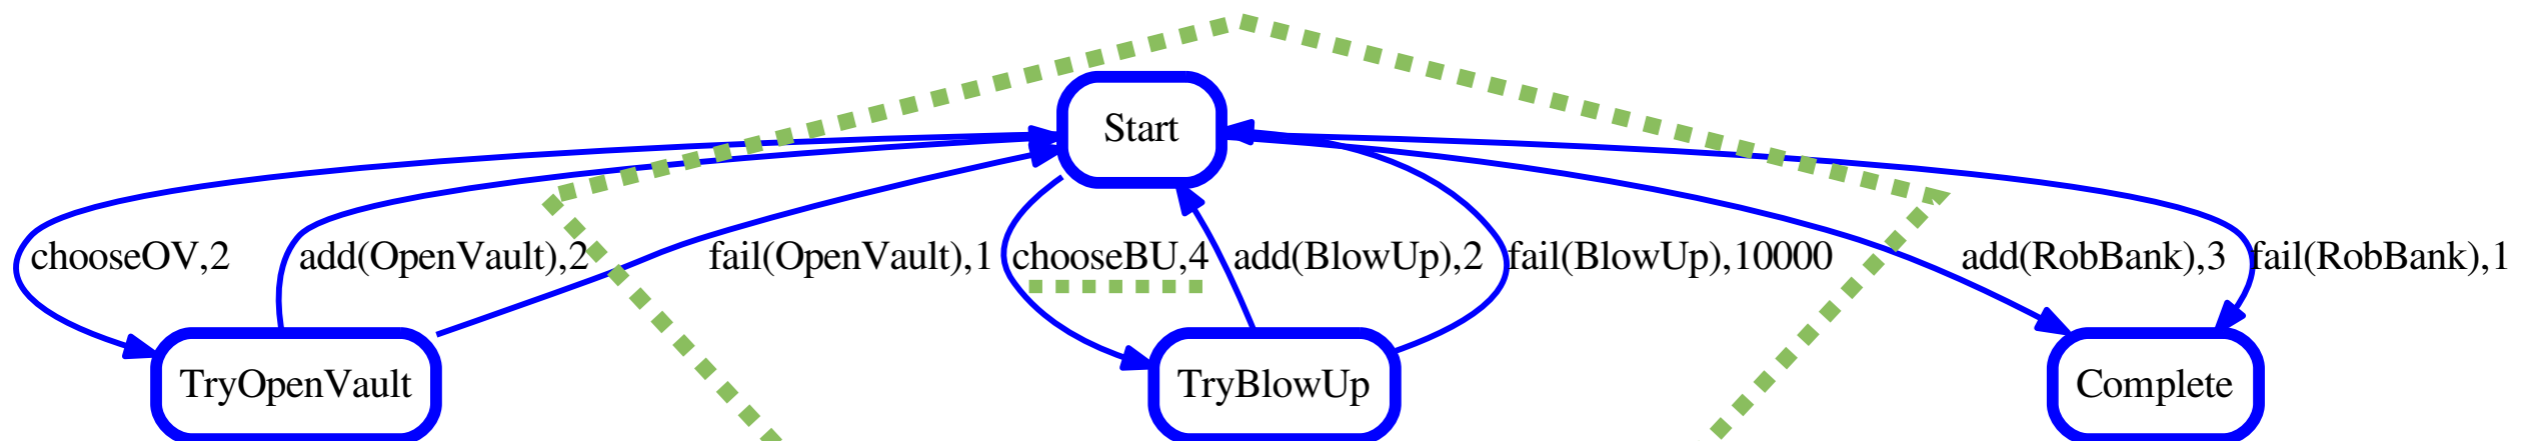 Start
chooseOV,2
add(OpenVault),2
fail(OpenVault),1
chooseBU,4
add(BlowUp),2
fail(BlowUp),10000
add(RobBank),3
fail(RobBank),1
TryOpenVault
TryBlowUp
Complete